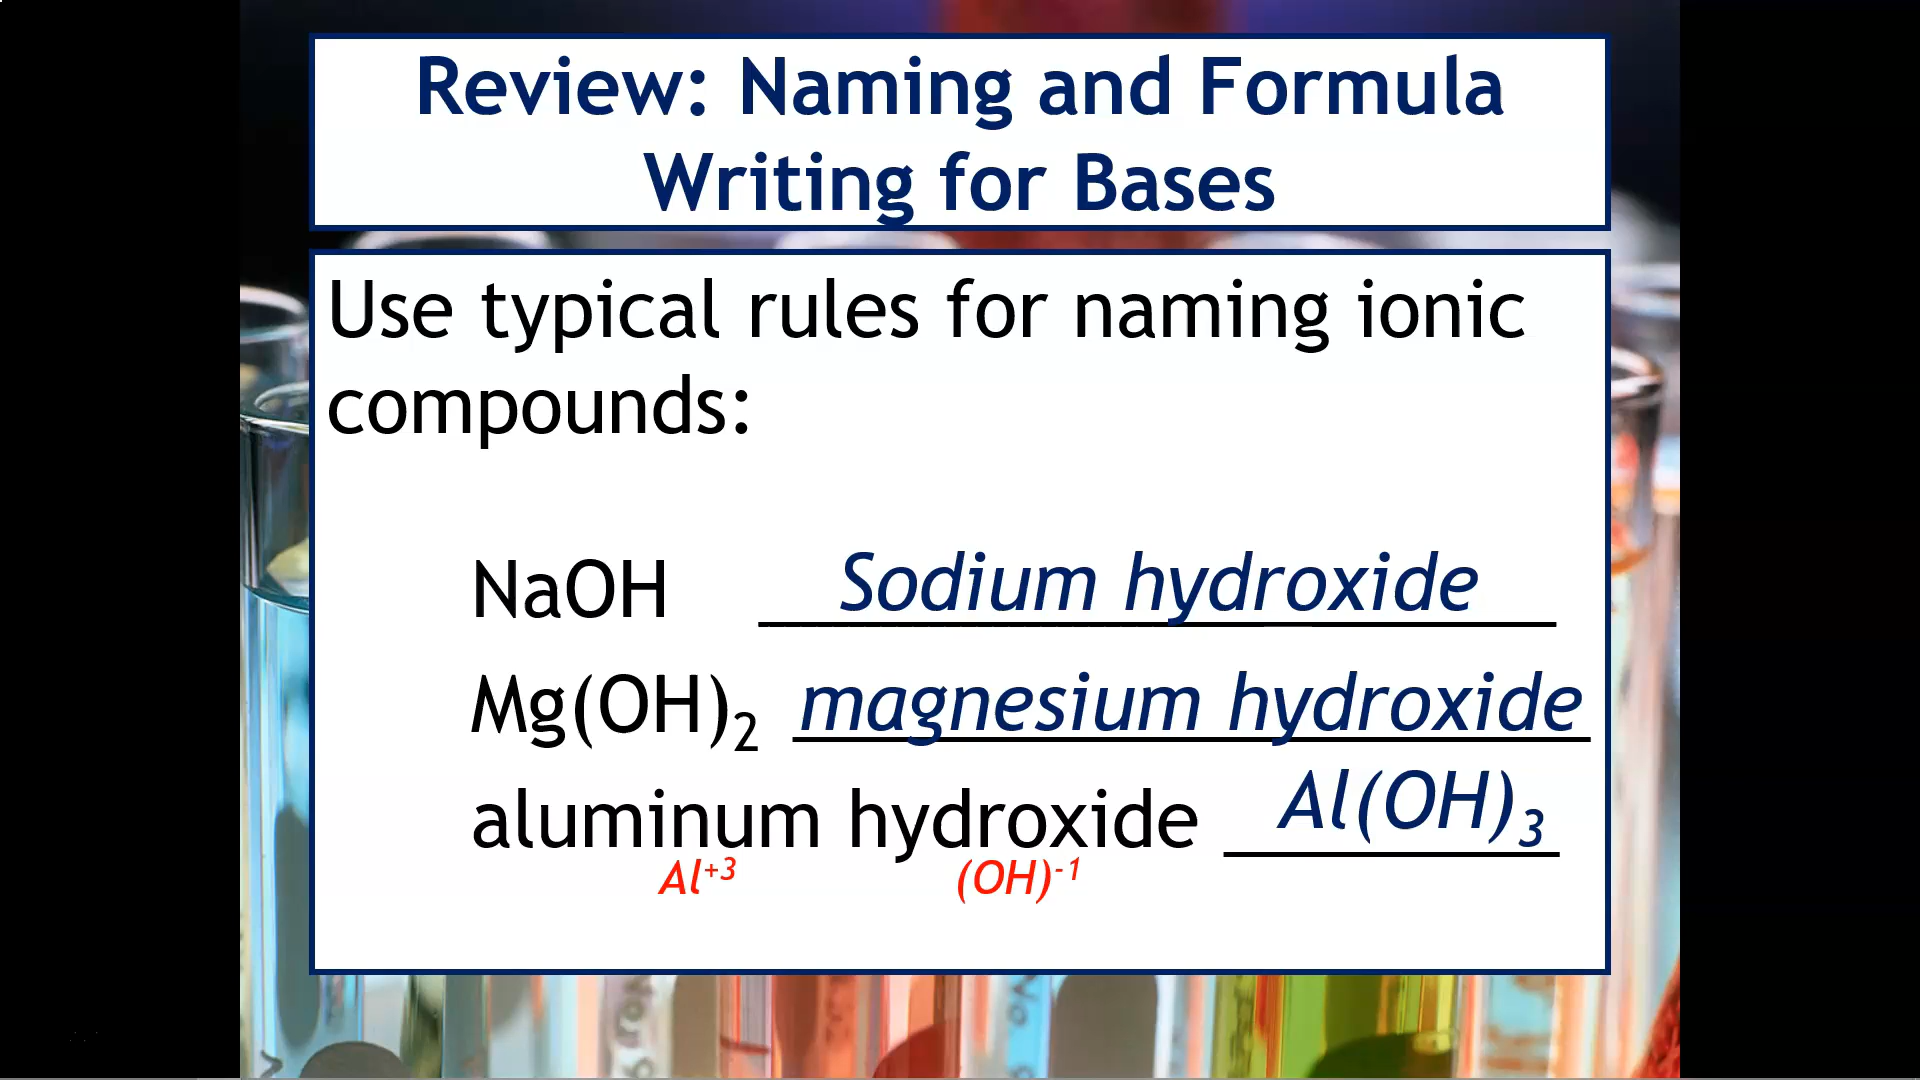 Review: Naming and Formula
Writing for Bases
Use typical rules for naming ionic
compounds:
NaOH Sodium hydroxide
Mg(OH)₂ magnesium hydroxide
aluminum hydroxide Al(OH)₃
Al⁺³ (OH)⁻¹